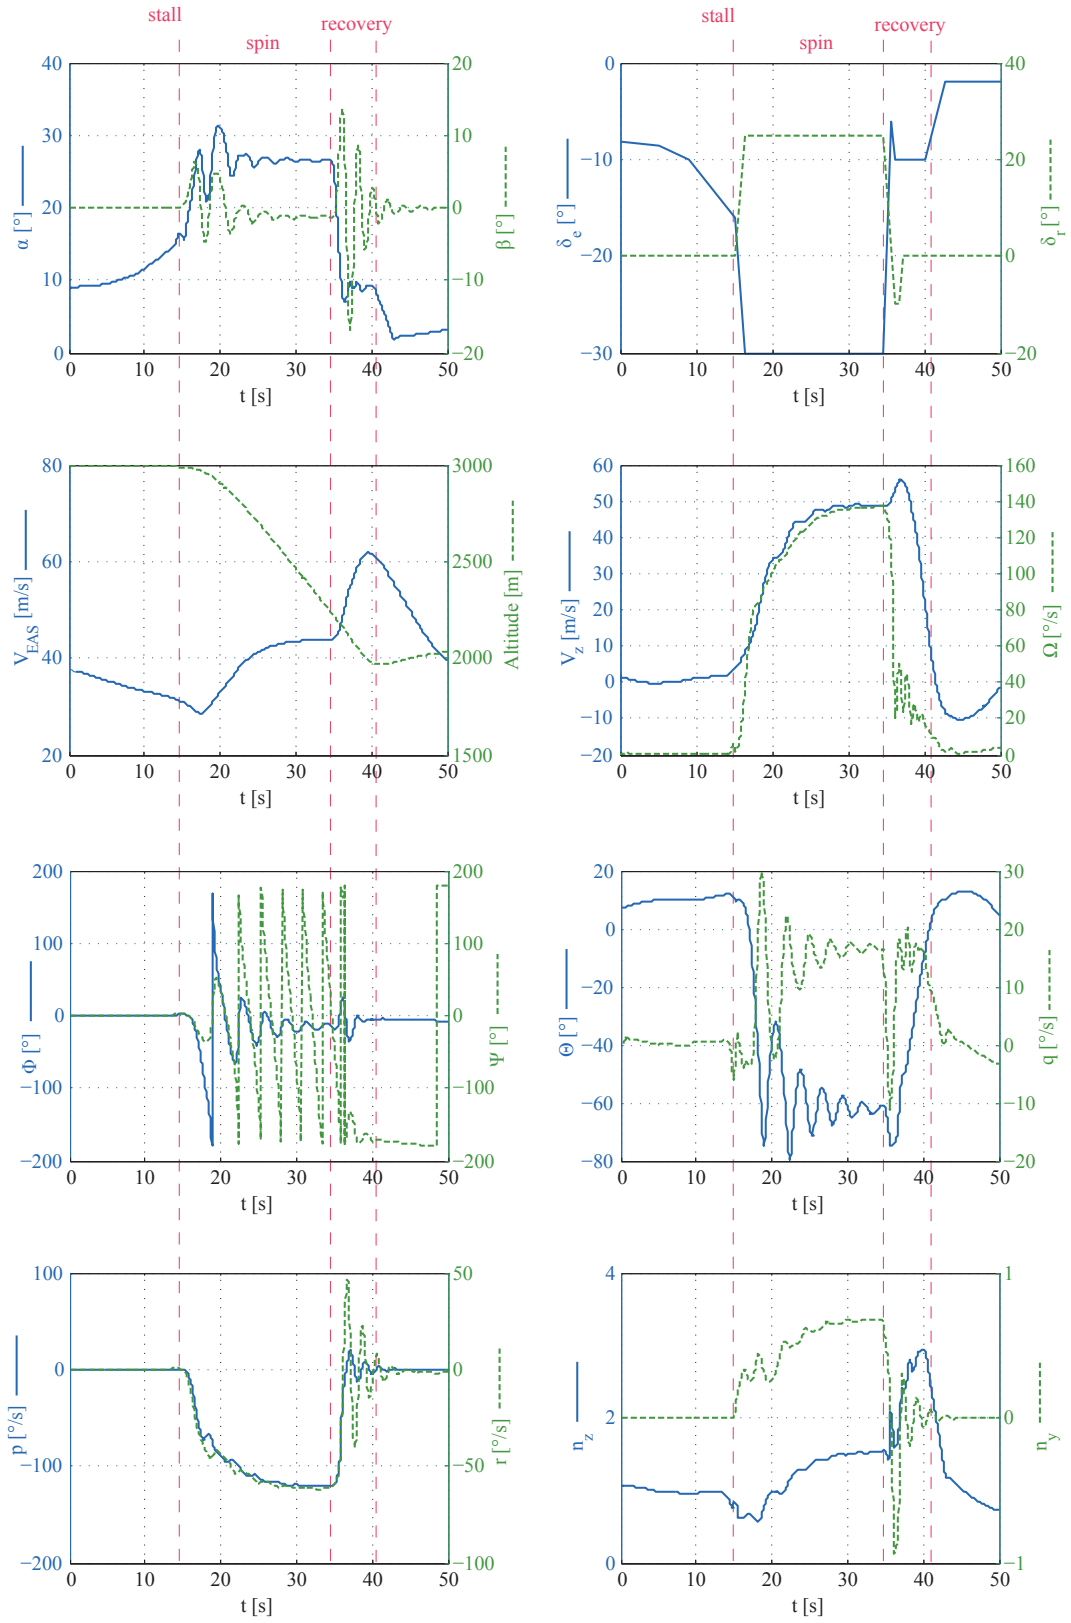 stall
spin
recovery
stall
spin
recovery
40
30
20
10
0
α [°]
20
10
0
−10
−20
β [°]
0 10 20 30 40 50
t [s]
0
−10
−20
−30
δe [°]
40
20
0
−20
δr [°]
0 10 20 30 40 50
t [s]
80
60
40
20
VEAS [m/s]
3000
2500
2000
1500
Altitude [m]
0 10 20 30 40 50
t [s]
60
50
40
30
20
10
0
−10
−20
Vz [m/s]
160
140
120
100
80
60
40
20
0
Ω [°/s]
0 10 20 30 40 50
t [s]
200
100
0
−100
−200
Φ [°]
200
100
0
−100
−200
Ψ [°]
0 10 20 30 40 50
t [s]
20
0
−20
−40
−60
−80
Θ [°]
30
20
10
0
−10
−20
q [°/s]
0 10 20 30 40 50
t [s]
100
0
−100
−200
p [°/s]
50
0
−50
−100
r [°/s]
0 10 20 30 40 50
t [s]
4
2
0
nz
1
0
−1
ny
0 10 20 30 40 50
t [s]